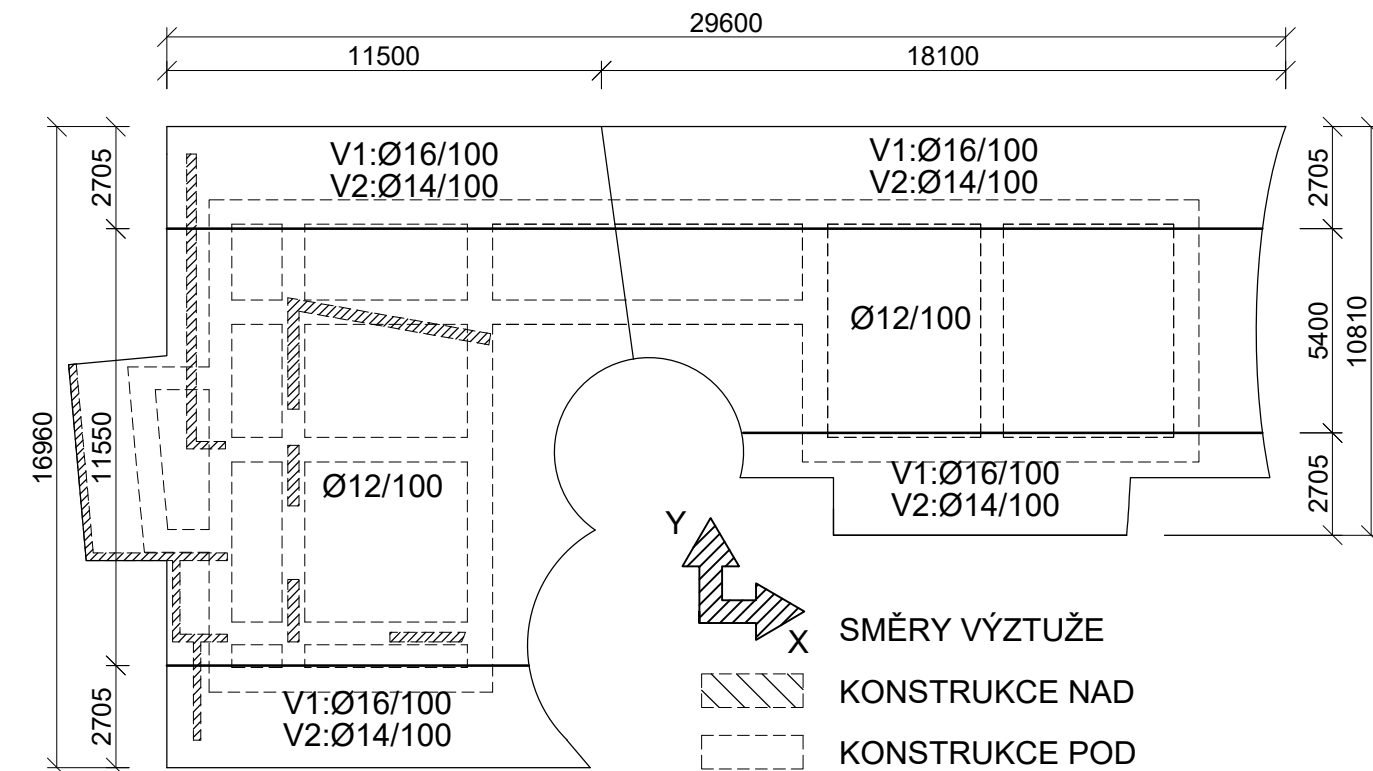 29600
11500
18100
16960
2705
11550
2705
V1:Ø16/100
V2:Ø14/100
V1:Ø16/100
V2:Ø14/100
2705
5400
2705
10810
Ø12/100
Ø12/100
V1:Ø16/100
V2:Ø14/100
V1:Ø16/100
V2:Ø14/100
Y
X
SMĚRY VÝZTUŽE
KONSTRUKCE NAD
KONSTRUKCE POD